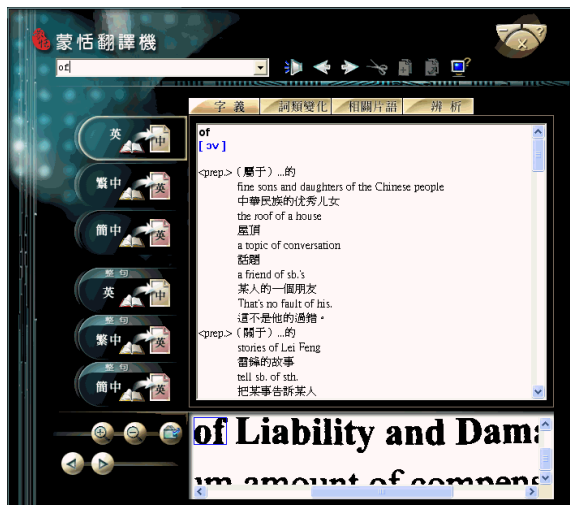 蒙恬翻譯機
of
字義 詞類變化 相關片語 辨析
英 中
繁中 英
簡中 英
整句
英 中
整句
繁中 英
整句
簡中 英
of
[ ɔv ]
<prep.>（屬于）...的
fine sons and daughters of the Chinese people
中華民族的优秀儿女
the roof of a house
屋頂
a topic of conversation
話題
a friend of sb.'s
某人的一個朋友
That's no fault of his.
這不是他的過錯。
<prep.>（關于）...的
stories of Lei Feng
雷鋒的故事
tell sb. of sth.
把某事告訴某人
of Liability and Dama
um amount of compens